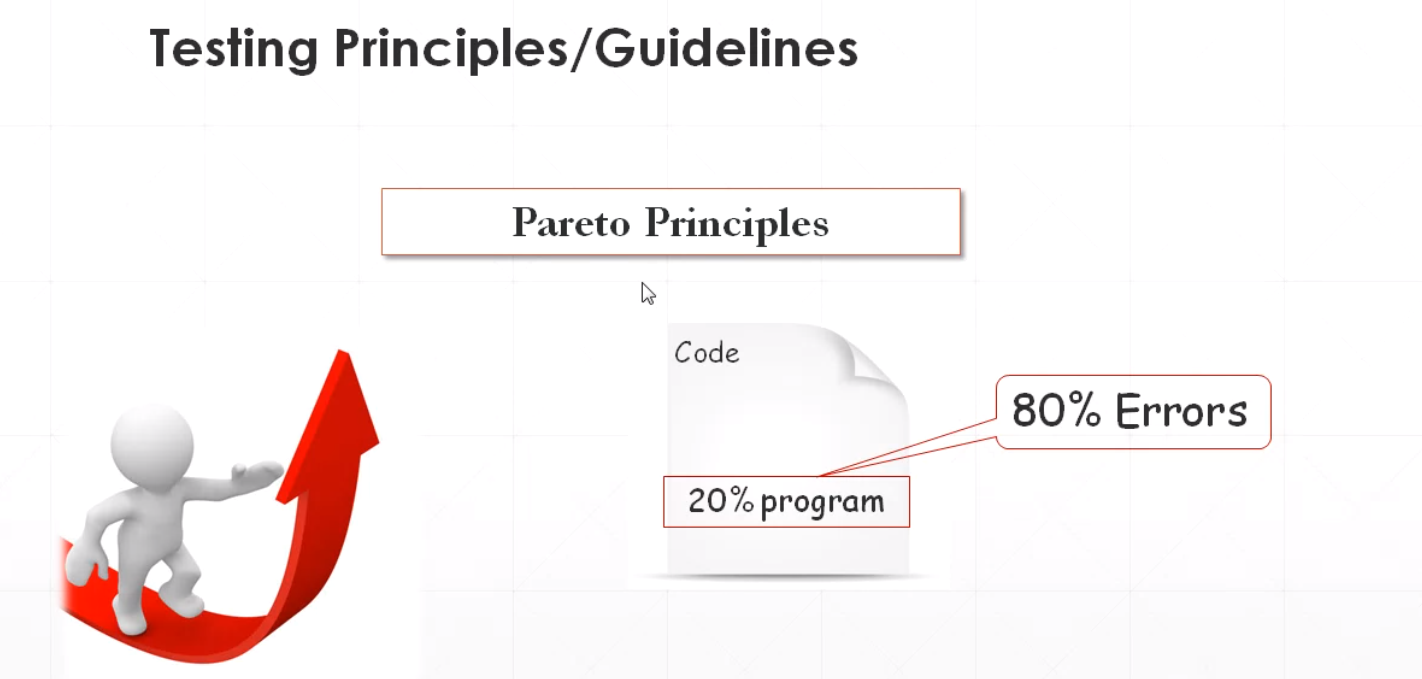 Testing Principles/Guidelines
Pareto Principles
Code
80% Errors
20% program